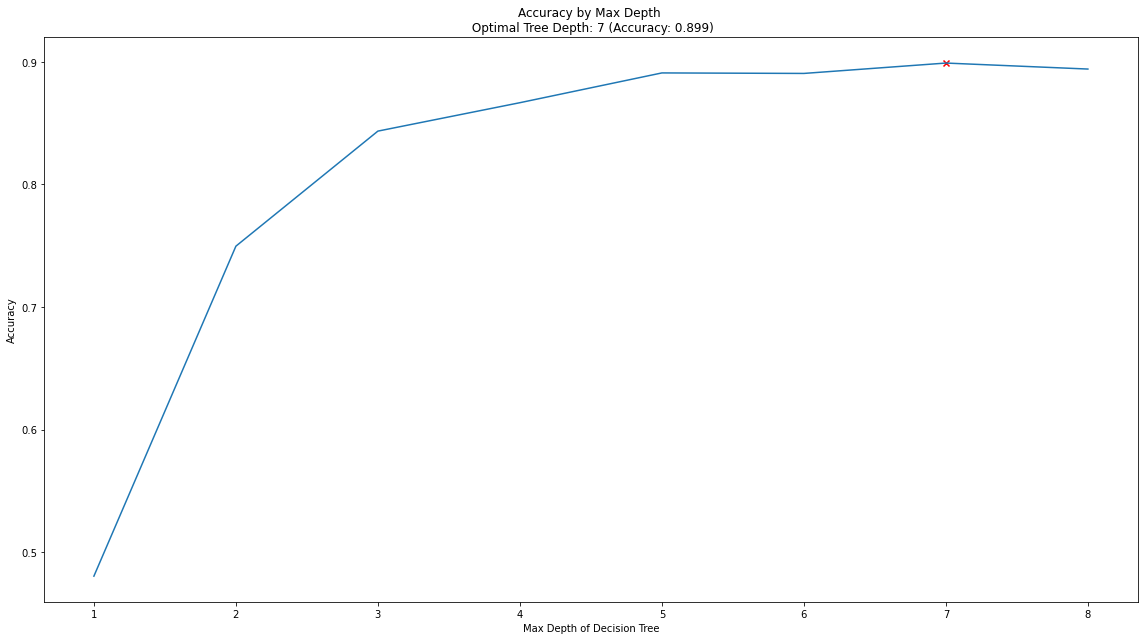 Accuracy by Max Depth
Optimal Tree Depth: 7 (Accuracy: 0.899)
0.9
0.8
0.7
0.6
0.5
Accuracy
1 2 3 4 5 6 7 8
Max Depth of Decision Tree